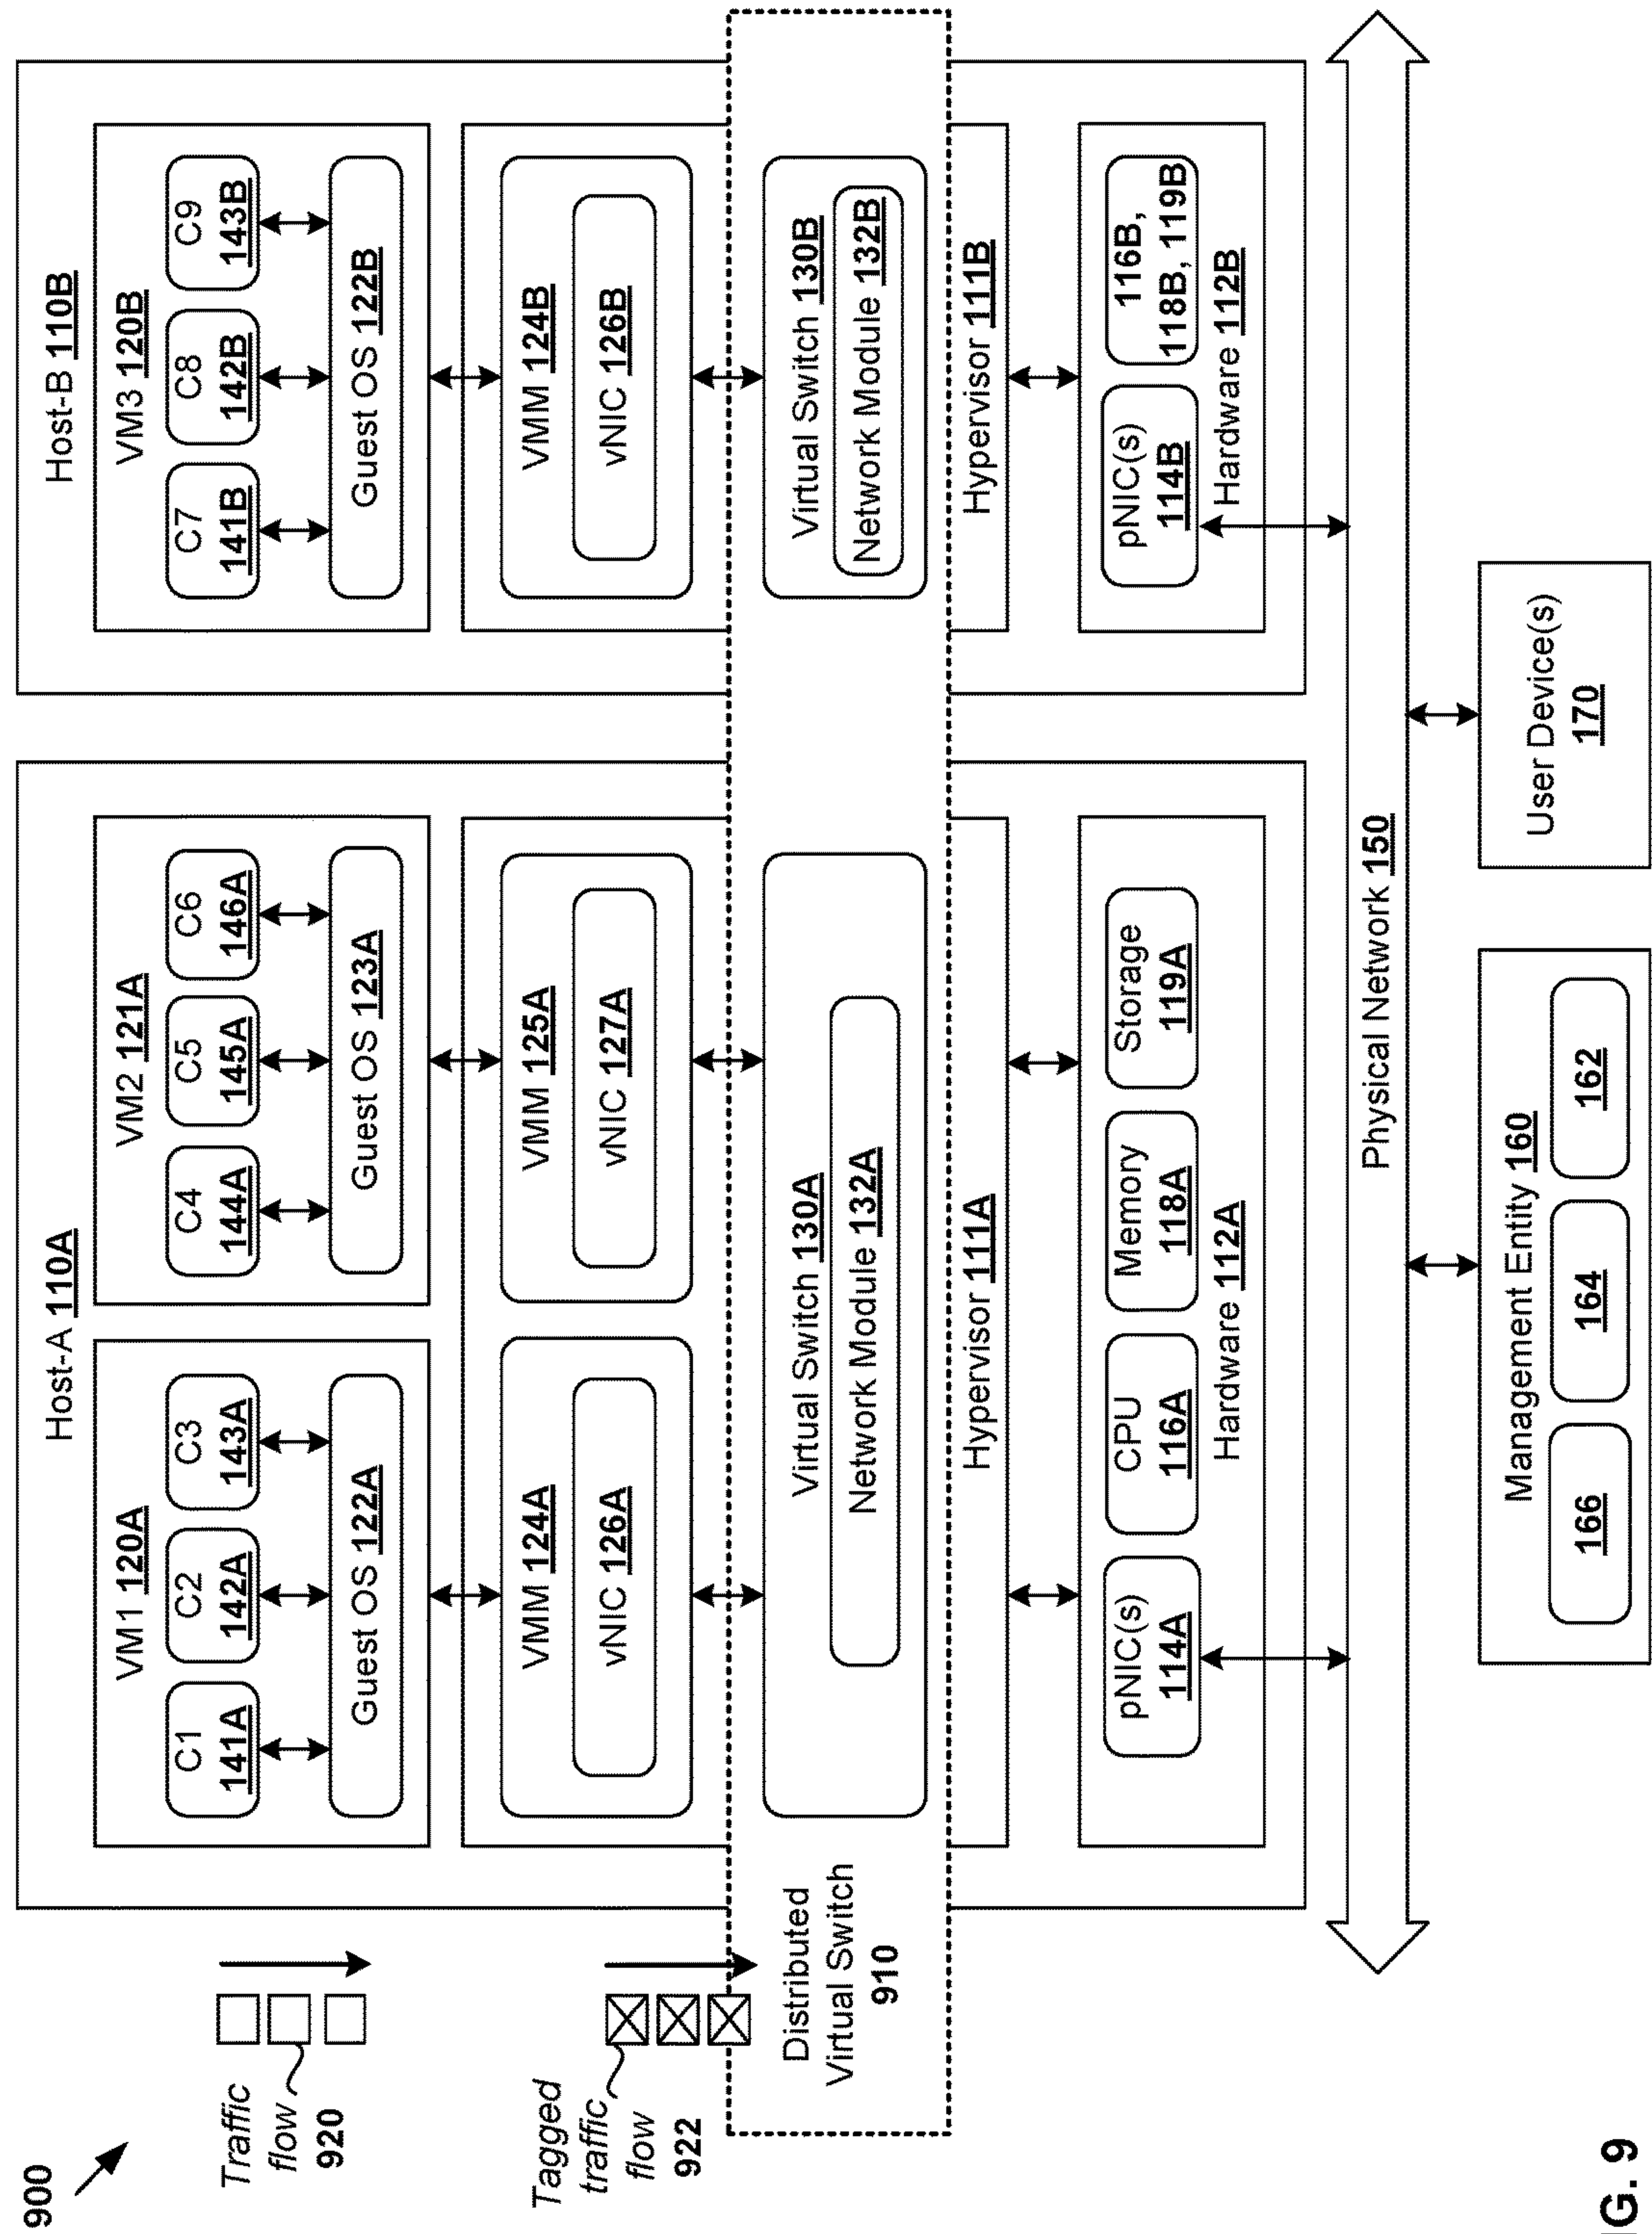 900
Traffic
flow
920
Tagged
traffic
flow
922
Distributed
Virtual Switch
910
Host-A 110A
VM1 120A
C1
141A
C2
142A
C3
143A
Guest OS 122A
VM2 121A
C4
144A
C5
145A
C6
146A
Guest OS 123A
VMM 124A
vNIC 126A
VMM 125A
vNIC 127A
Virtual Switch 130A
Network Module 132A
Hypervisor 111A
pNIC(s)
114A
CPU
116A
Memory
118A
Storage
119A
Hardware 112A
Host-B 110B
VM3 120B
C7
141B
C8
142B
C9
143B
Guest OS 122B
VMM 124B
vNIC 126B
Virtual Switch 130B
Network Module 132B
Hypervisor 111B
pNIC(s)
114B
116B,
118B, 119B
Hardware 112B
Physical Network 150
Management Entity 160
166
164
162
User Device(s)
170
G. 9